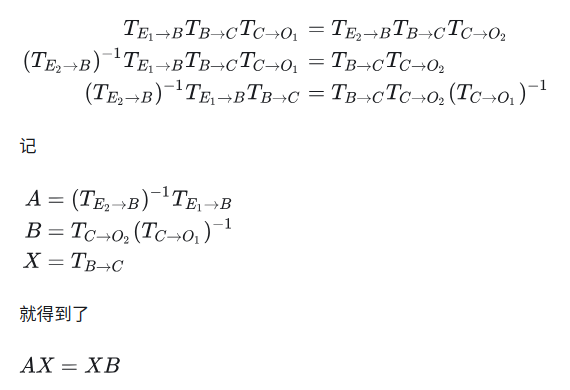 T_{E_1→B}T_{B→C}T_{C→O_1} = T_{E_2→B}T_{B→C}T_{C→O_2}
(T_{E_2→B})^{-1}T_{E_1→B}T_{B→C}T_{C→O_1} = T_{B→C}T_{C→O_2}
(T_{E_2→B})^{-1}T_{E_1→B}T_{B→C} = T_{B→C}T_{C→O_2}(T_{C→O_1})^{-1}
记
A = (T_{E_2→B})^{-1}T_{E_1→B}
B = T_{C→O_2}(T_{C→O_1})^{-1}
X = T_{B→C}
就得到了
AX = XB